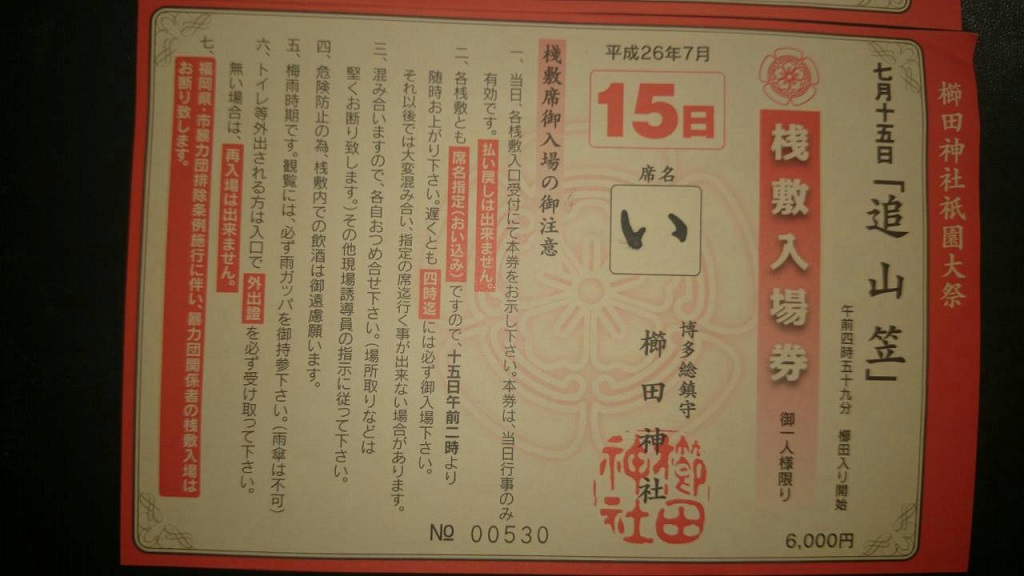 櫛田神社祇園大祭
七月十五日「追山笠」
午前四時五十九分 櫛田入り開始
6,000円
桟敷入場券
御一人様限り
博多総鎮守
櫛田神社
櫛田神社
平成26年7月
15日
席名
い
桟敷席御入場の御注意
一、当日、各桟敷入口受付にて本券をお示し下さい。本券は、当日行事のみ
有効です。払い戻しは出来ません。
二、各桟敷とも席名指定(おい込み)ですので、十五日午前二時より
随時お上がり下さい。遅くとも四時迄には必ず御入場下さい。
それ以後では大変混み合い、指定の席迄行く事が出来ない場合があります。
三、混み合いますので、各自おつめ合せ下さい。(場所取りなどは
堅くお断り致します。)その他現場誘導員の指示に従つて下さい。
四、危険防止の為、桟敷内での飲酒は御遠慮願います。
五、梅雨時期です。観覧には、必ず雨ガッパを御持参下さい。(雨傘は不可)
六、トイレ等外出される方は入口で外出證を必ず受け取つて下さい。
無い場合は、再入場は出来ません。
七、福岡県・市暴力団排除条例施行に伴い、暴力団関係者の桟敷入場は
お断り致します。
№ 00530